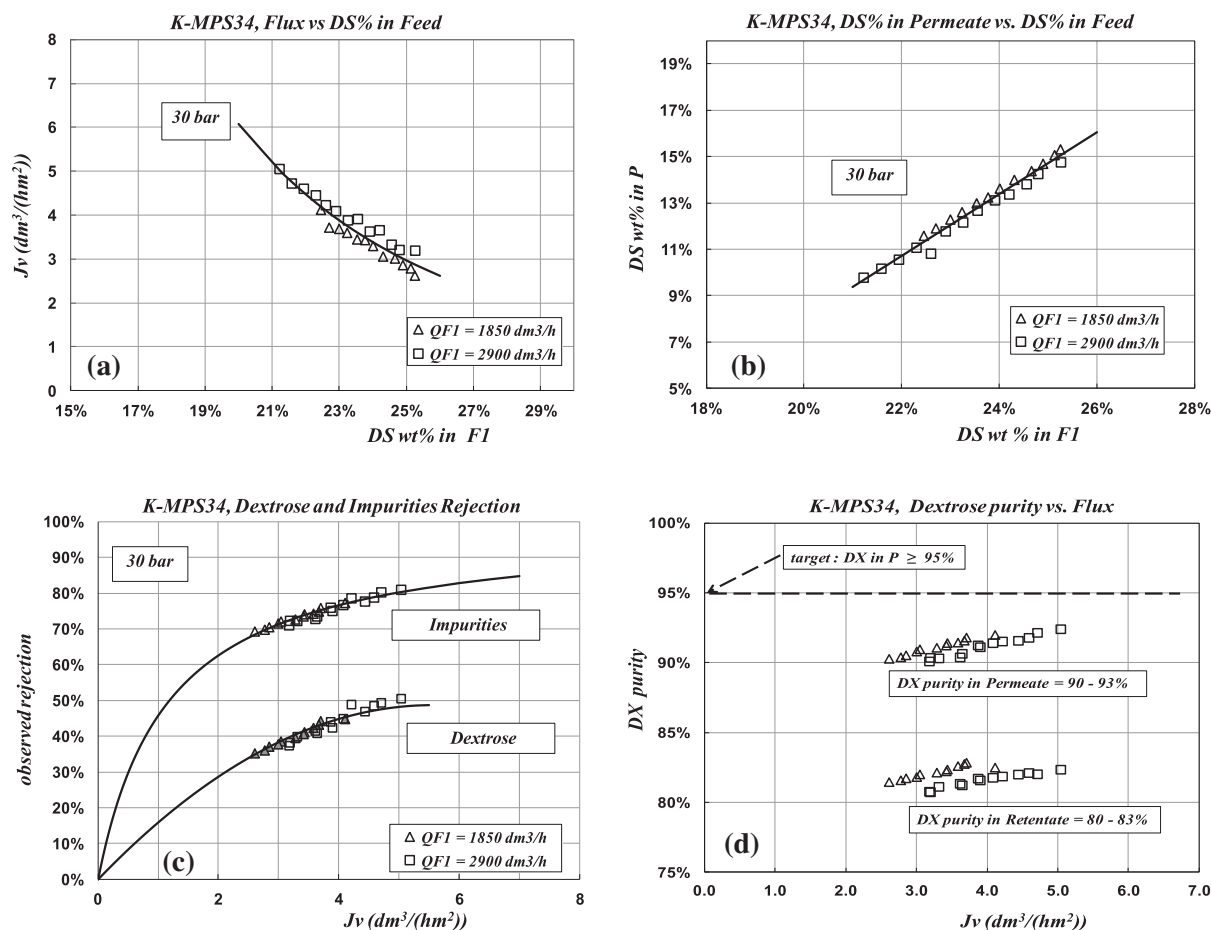 K-MPS34, Flux vs DS% in Feed
8
7
6
5
4
3
2
1
0
Jv (dm³/(hm²))
30 bar
QF1 = 1850 dm3/h
QF1 = 2900 dm3/h
(a)
15% 17% 19% 21% 23% 25% 27% 29%
DS wt% in F1
K-MPS34, DS% in Permeate vs. DS% in Feed
19%
17%
15%
13%
11%
9%
7%
5%
DS wt% in P
30 bar
QF1 = 1850 dm3/h
QF1 = 2900 dm3/h
(b)
18% 20% 22% 24% 26% 28%
DS wt % in F1
K-MPS34, Dextrose and Impurities Rejection
100%
90%
80%
70%
60%
50%
40%
30%
20%
10%
0%
observed rejection
30 bar
Impurities
Dextrose
QF1 = 1850 dm3/h
QF1 = 2900 dm3/h
(c)
0 2 4 6 8
Jv (dm³/(hm²))
K-MPS34, Dextrose purity vs. Flux
100%
95%
90%
85%
80%
75%
DX purity
target : DX in P ≥ 95%
DX purity in Permeate = 90 - 93%
DX purity in Retentate = 80 - 83%
(d)
0.0 1.0 2.0 3.0 4.0 5.0 6.0 7.0
Jv (dm³/(hm²))